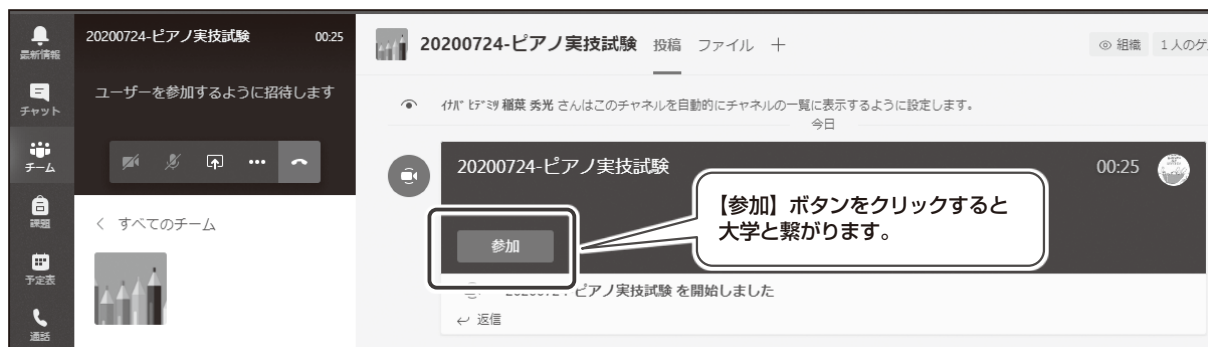 最新情報
チャット
チーム
課題
予定表
通話
20200724-ピアノ実技試験 00:25
ユーザーを参加するように招待します
< すべてのチーム
20200724-ピアノ実技試験 投稿 ファイル +
組織 1人のゲ
ｲﾅﾊﾞ ﾋﾃﾞﾐﾂ 稲葉 秀光 さんはこのチャネルを自動的にチャネルの一覧に表示するように設定します。
今日
20200724-ピアノ実技試験 00:25
参加
【参加】ボタンをクリックすると
大学と繋がります。
ピアノ実技試験 を開始しました
返信